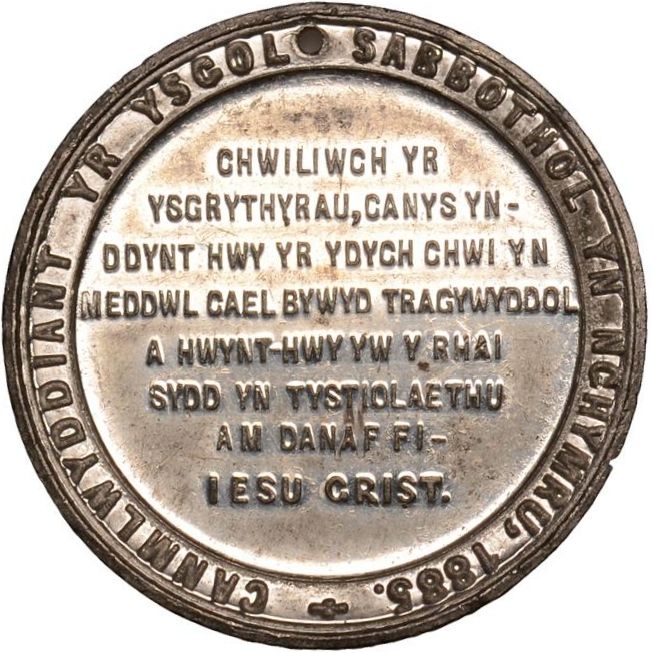 CANMLWYDDIANT YR YSGOL SABBOTHOL YN NGHYMRU, 1885.
CHWILIWCH YR
YSGRYTHYRAU, CANYS YN-
DDYNT HWY YR YDYCH CHWI YN
MEDDWL CAEL BYWYD TRAGYWYDDOL
A HWYNT-HWY YW Y RHAI
SYDD YN TYSTIOLAETHU
AM DANAF FI-
IESU GRIST.